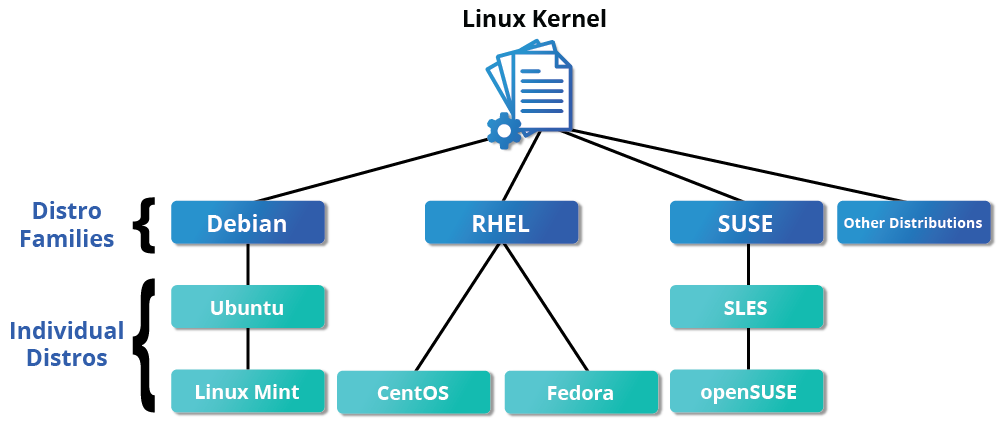 Linux Kernel
Distro
Families
Debian
RHEL
SUSE
Other Distributions
Individual
Distros
Ubuntu
SLES
Linux Mint
CentOS
Fedora
openSUSE